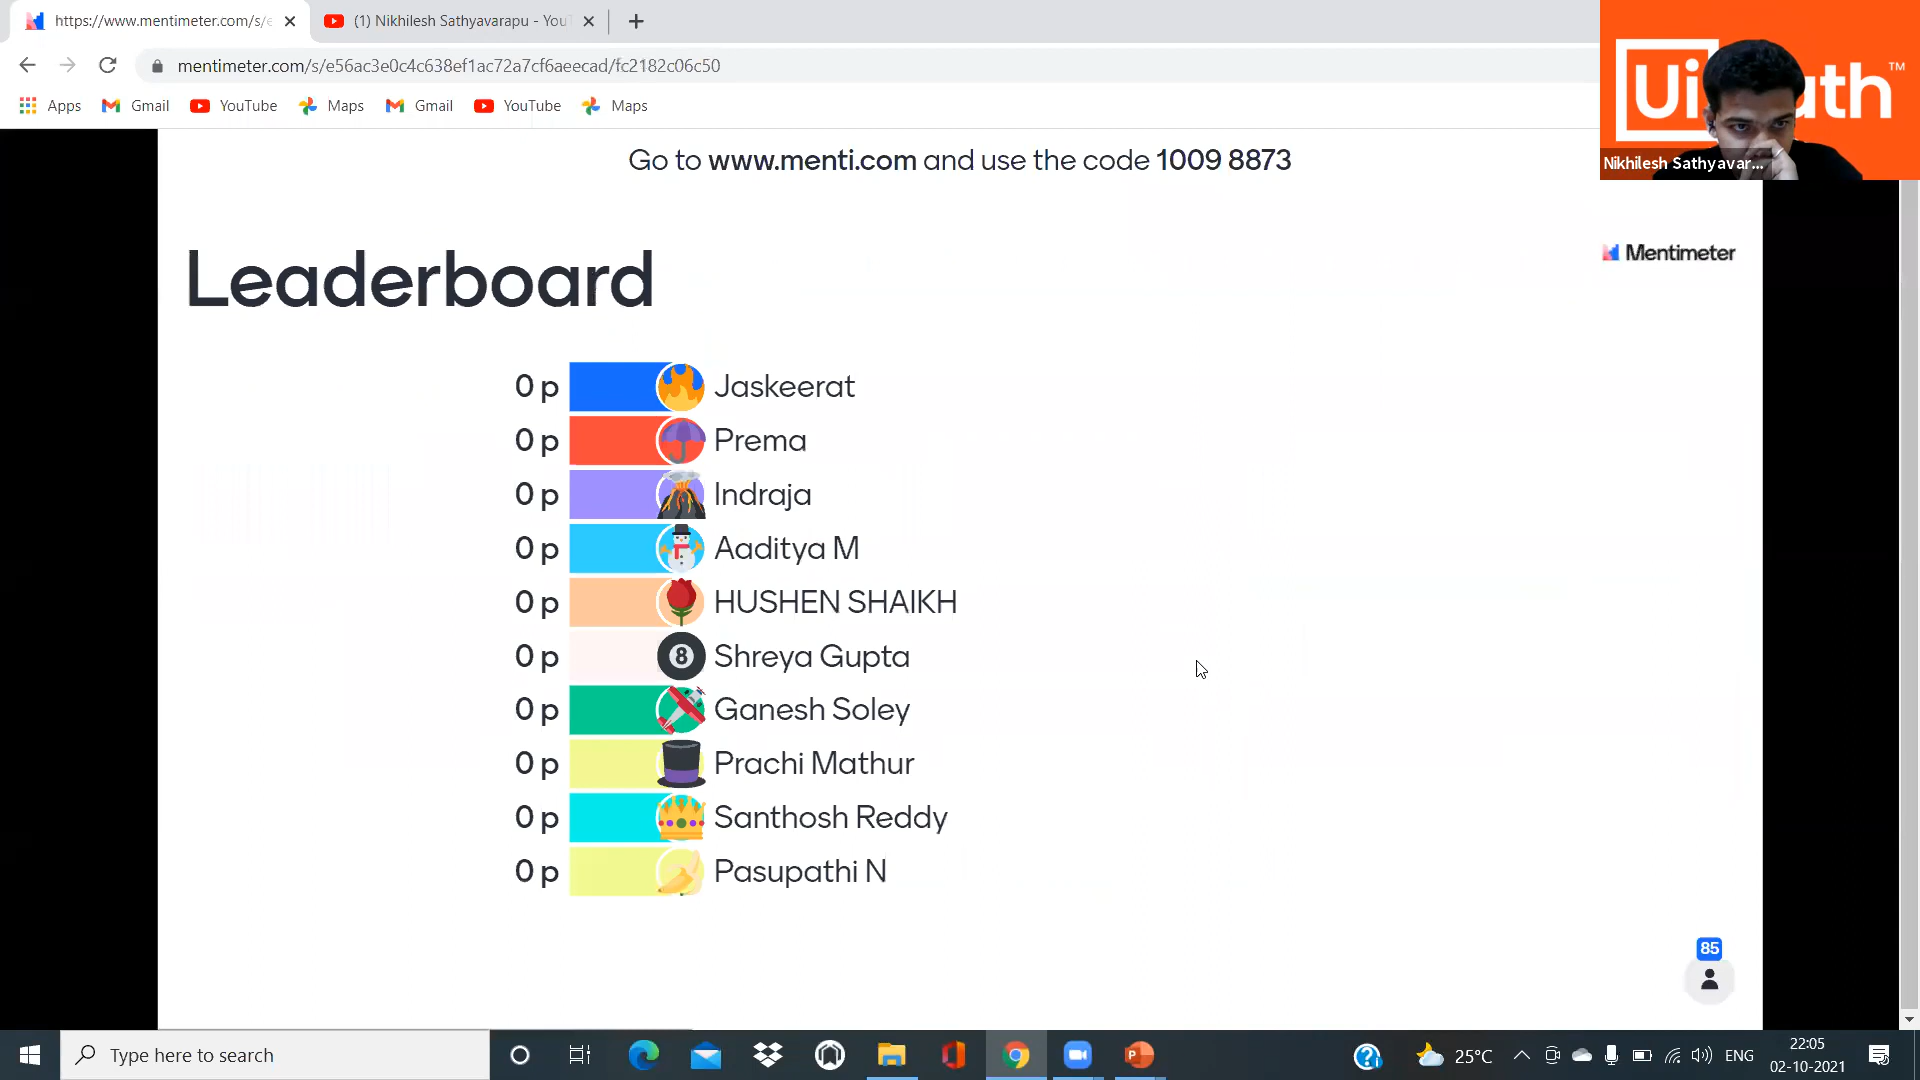 https://www.mentimeter.com/s/e
(1) Nikhilesh Sathyavarapu - You
mentimeter.com/s/e56ac3e0c4c638ef1ac72a7cf6aeecad/fc2182c06c50
Apps Gmail YouTube Maps Gmail YouTube Maps
Ui ath™
Nikhilesh Sathyavar...
Go to www.menti.com and use the code 1009 8873
Mentimeter
Leaderboard
0 p Jaskeerat
0 p Prema
0 p Indraja
0 p Aaditya M
0 p HUSHEN SHAIKH
0 p 8 Shreya Gupta
0 p Ganesh Soley
0 p Prachi Mathur
0 p Santhosh Reddy
0 p Pasupathi N
85
Type here to search
25°C
ENG
22:05
02-10-2021